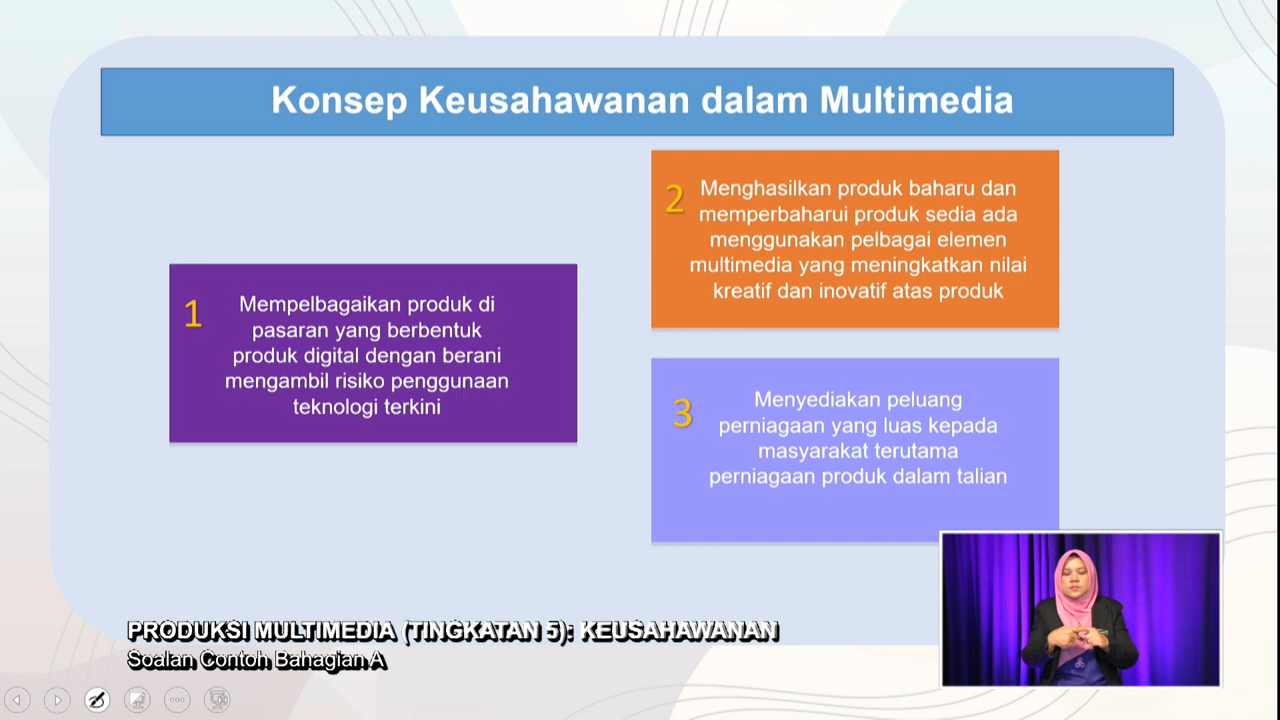 Konsep Keusahawanan dalam Multimedia
1
Mempelbagaikan produk di
pasaran yang berbentuk
produk digital dengan berani
mengambil risiko penggunaan
teknologi terkini
2
Menghasilkan produk baharu dan
memperbaharui produk sedia ada
menggunakan pelbagai elemen
multimedia yang meningkatkan nilai
kreatif dan inovatif atas produk
3
Menyediakan peluang
perniagaan yang luas kepada
masyarakat terutama
perniagaan produk dalam talian
PRODUKSI MULTIMEDIA (TINGKATAN 5): KEUSAHAWANAN
Soalan Contoh Bahagian A